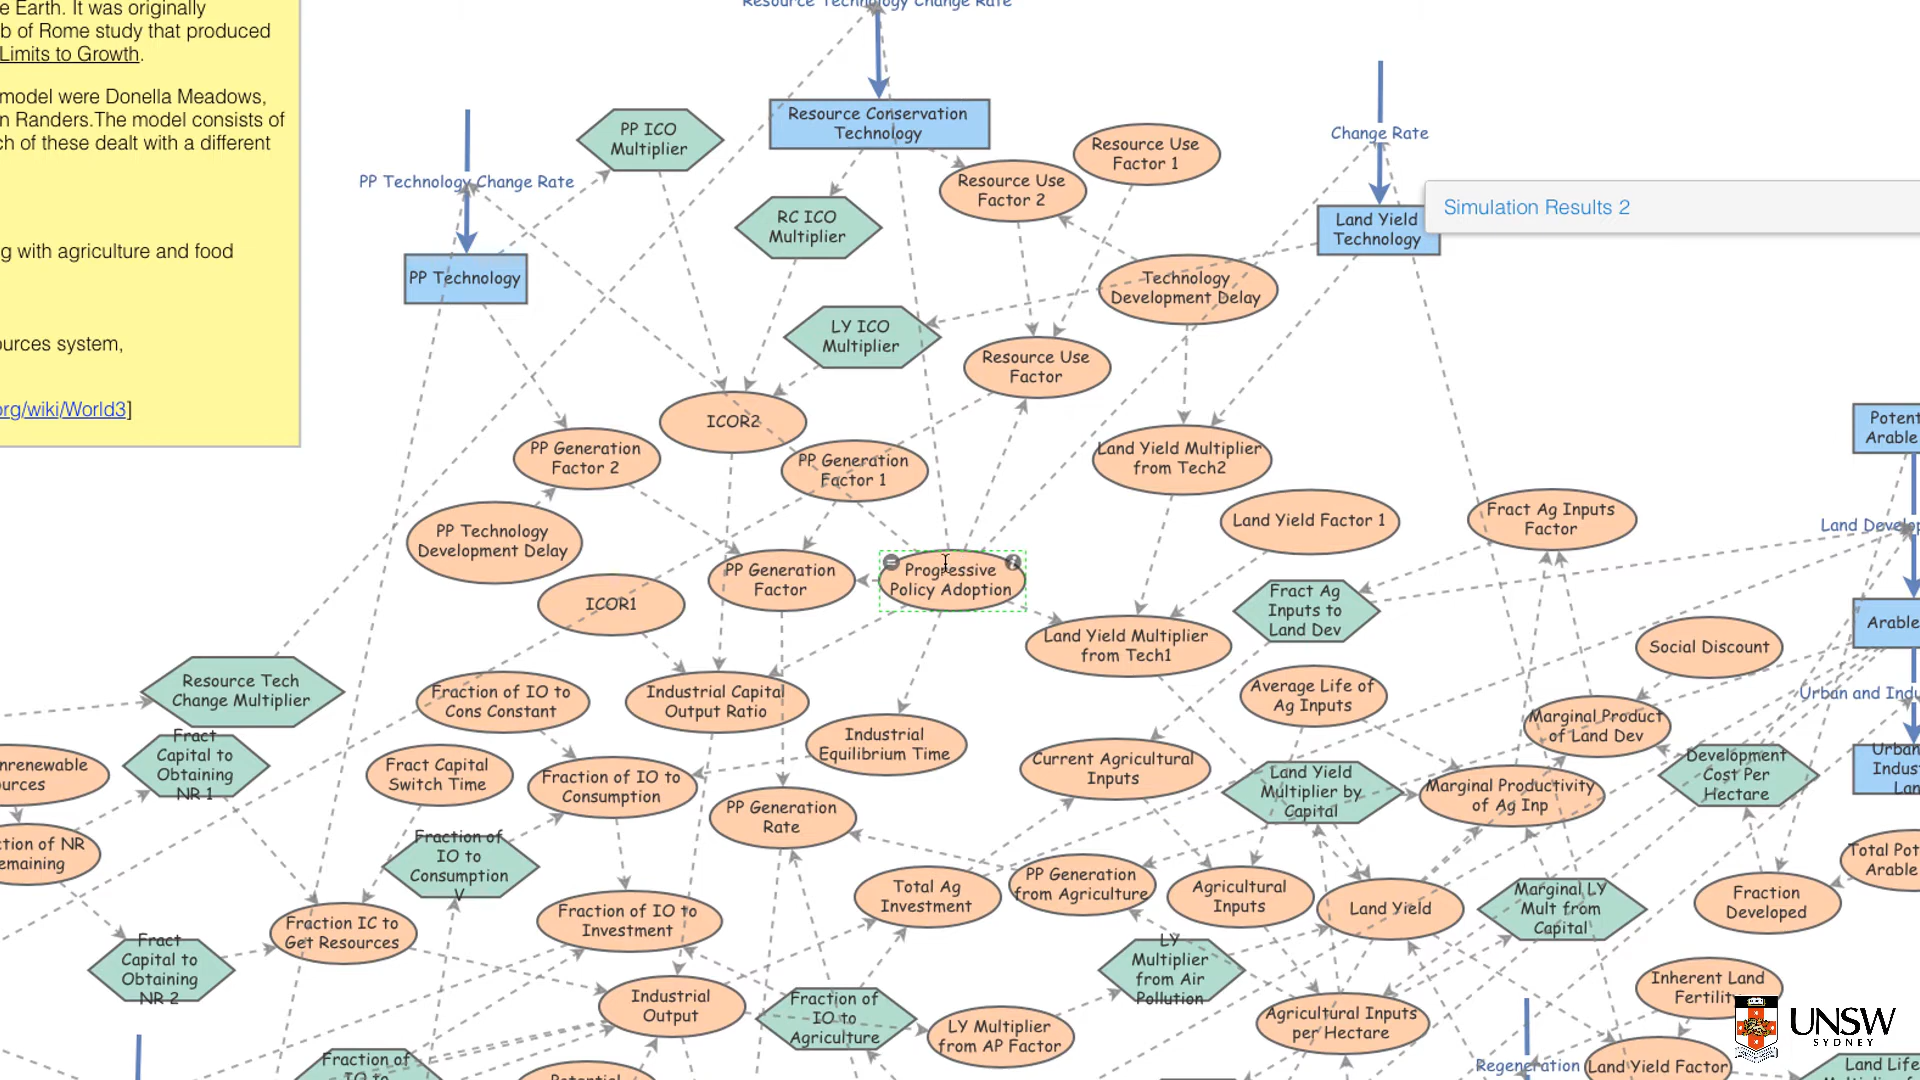 e Earth. It was originally
b of Rome study that produced
Limits to Growth.
model were Donella Meadows,
n Randers.The model consists of
ch of these dealt with a different
g with agriculture and food
ources system,
org/wiki/World3]
Resource Technology Change Rate
Resource Conservation
Technology
PP ICO
Multiplier
Resource Use
Factor 1
Change Rate
PP Technology Change Rate
Resource Use
Factor 2
Land Yield
Technology
Simulation Results 2
RC ICO
Multiplier
PP Technology
Technology
Development Delay
LY ICO
Multiplier
Resource Use
Factor
ICOR2
Potent
Arable
PP Generation
Factor 2
PP Generation
Factor 1
Land Yield Multiplier
from Tech2
Land Yield Factor 1
Fract Ag Inputs
Factor
Land Develop
PP Technology
Development Delay
PP Generation
Factor
Progressive
Policy Adoption
ICOR1
Fract Ag
Inputs to
Land Dev
Arable
Land Yield Multiplier
from Tech1
Social Discount
Resource Tech
Change Multiplier
Fraction of IO to
Cons Constant
Industrial Capital
Output Ratio
Average Life of
Ag Inputs
Urban and Indu
Marginal Product
of Land Dev
Industrial
Equilibrium Time
nrenewable
ources
Fract
Capital to
Obtaining
NR 1
Fract Capital
Switch Time
Fraction of IO to
Consumption
Current Agricultural
Inputs
Land Yield
Multiplier by
Capital
Marginal Productivity
of Ag Inp
Development
Cost Per
Hectare
Urban
Indust
Lan
PP Generation
Rate
ction of NR
emaining
Fraction of
IO to
Consumption
V
Total Pot
Arable
Total Ag
Investment
PP Generation
from Agriculture
Agricultural
Inputs
Land Yield
Marginal LY
Mult from
Capital
Fraction
Developed
Fraction IC to
Get Resources
Fraction of IO to
Investment
Fract
Capital to
Obtaining
NR 2
LY
Multiplier
from Air
Pollution
Inherent Land
Fertility
Industrial
Output
Fraction of
IO to
Agriculture
LY Multiplier
from AP Factor
Agricultural Inputs
per Hectare
UNSW
SYDNEY
Fraction of
IO to
Potential
Regeneration
Land Yield Factor
Land Life